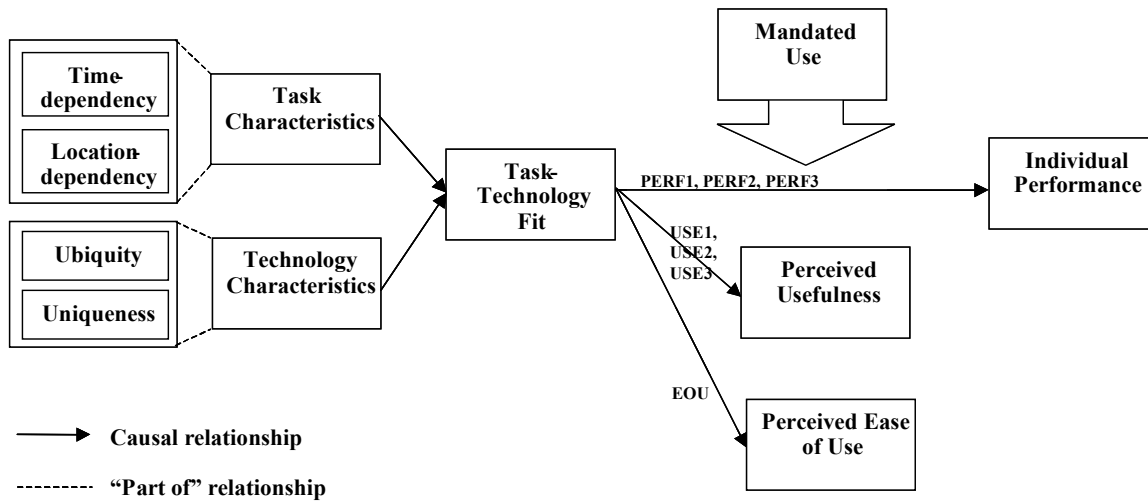 Time-
dependency
Location-
dependency
Task
Characteristics
Ubiquity
Uniqueness
Technology
Characteristics
Task-
Technology
Fit
Mandated
Use
PERF1, PERF2, PERF3
Individual
Performance
USE1,
USE2,
USE3
Perceived
Usefulness
EOU
Perceived Ease
of Use
Causal relationship
“Part of” relationship